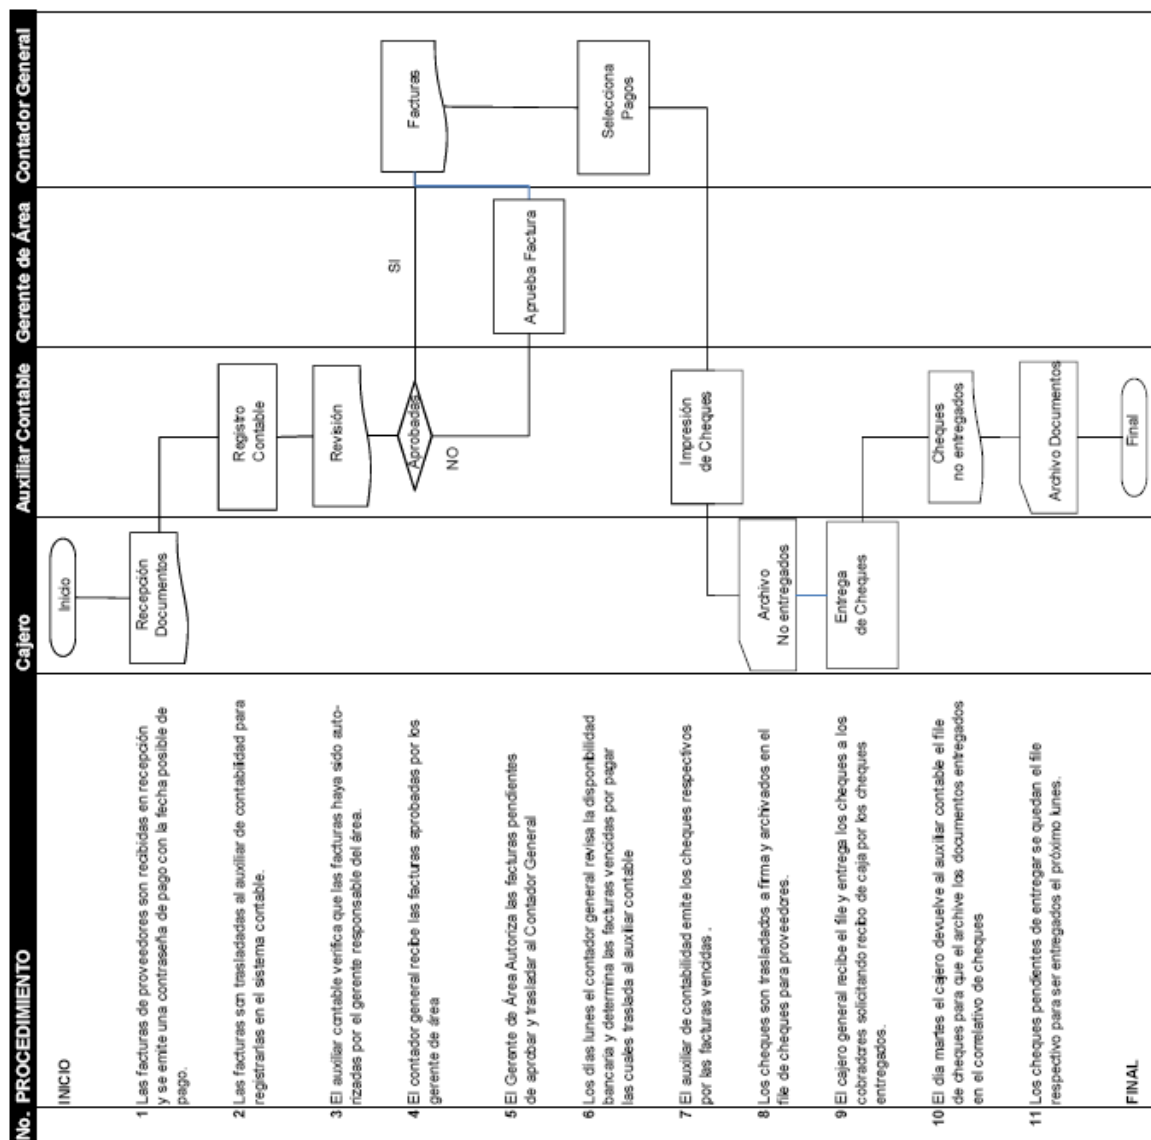 No. PROCEDIMIENTO
Cajero
Auxiliar Contable
Gerente de Área
Contador General
INICIO
Inicio
1 Las facturas de proveedores son recibidas en recepción
y se emite una contraseña de pago con la fecha posible de
pago.
Recepción
Documentos
2 Las facturas son trasladadas al auxiliar de contabilidad para
registrarlas en el sistema contable.
Registro
Contable
3 El auxiliar contable verifica que las facturas haya sido auto-
rizadas por el gerente responsable del área.
Revisión
4 El contador general recibe las facturas aprobadas por los
gerente de área
Aprobadas
SI
NO
Facturas
5 El Gerente de Área Autoriza las facturas pendientes
de aprobar y trasladar al Contador General
Aprueba Factura
6 Los días lunes el contador general revisa la disponibilidad
bancaria y determina las facturas vencidas por pagar
las cuales traslada al auxiliar contable
Selecciona
Pagos
7 El auxiliar de contabilidad emite los cheques respectivos
por las facturas vencidas .
Impresión
de Cheques
8 Los cheques son trasladados a firma y archivados en el
file de cheques para proveedores.
Archivo
No entregados
9 El cajero general recibe el file y entrega los cheques a los
cobradores solicitando recibo de caja por los cheques
entregados.
Entrega
de Cheques
10 El día martes el cajero devuelve al auxiliar contable el file
de cheques para que el archive los documentos entregados
en el correlativo de cheques
Cheques
no entregados
11 Los cheques pendientes de entregar se quedan el file
respectivo para ser entregados el próximo lunes.
Archivo Documentos
FINAL
Final